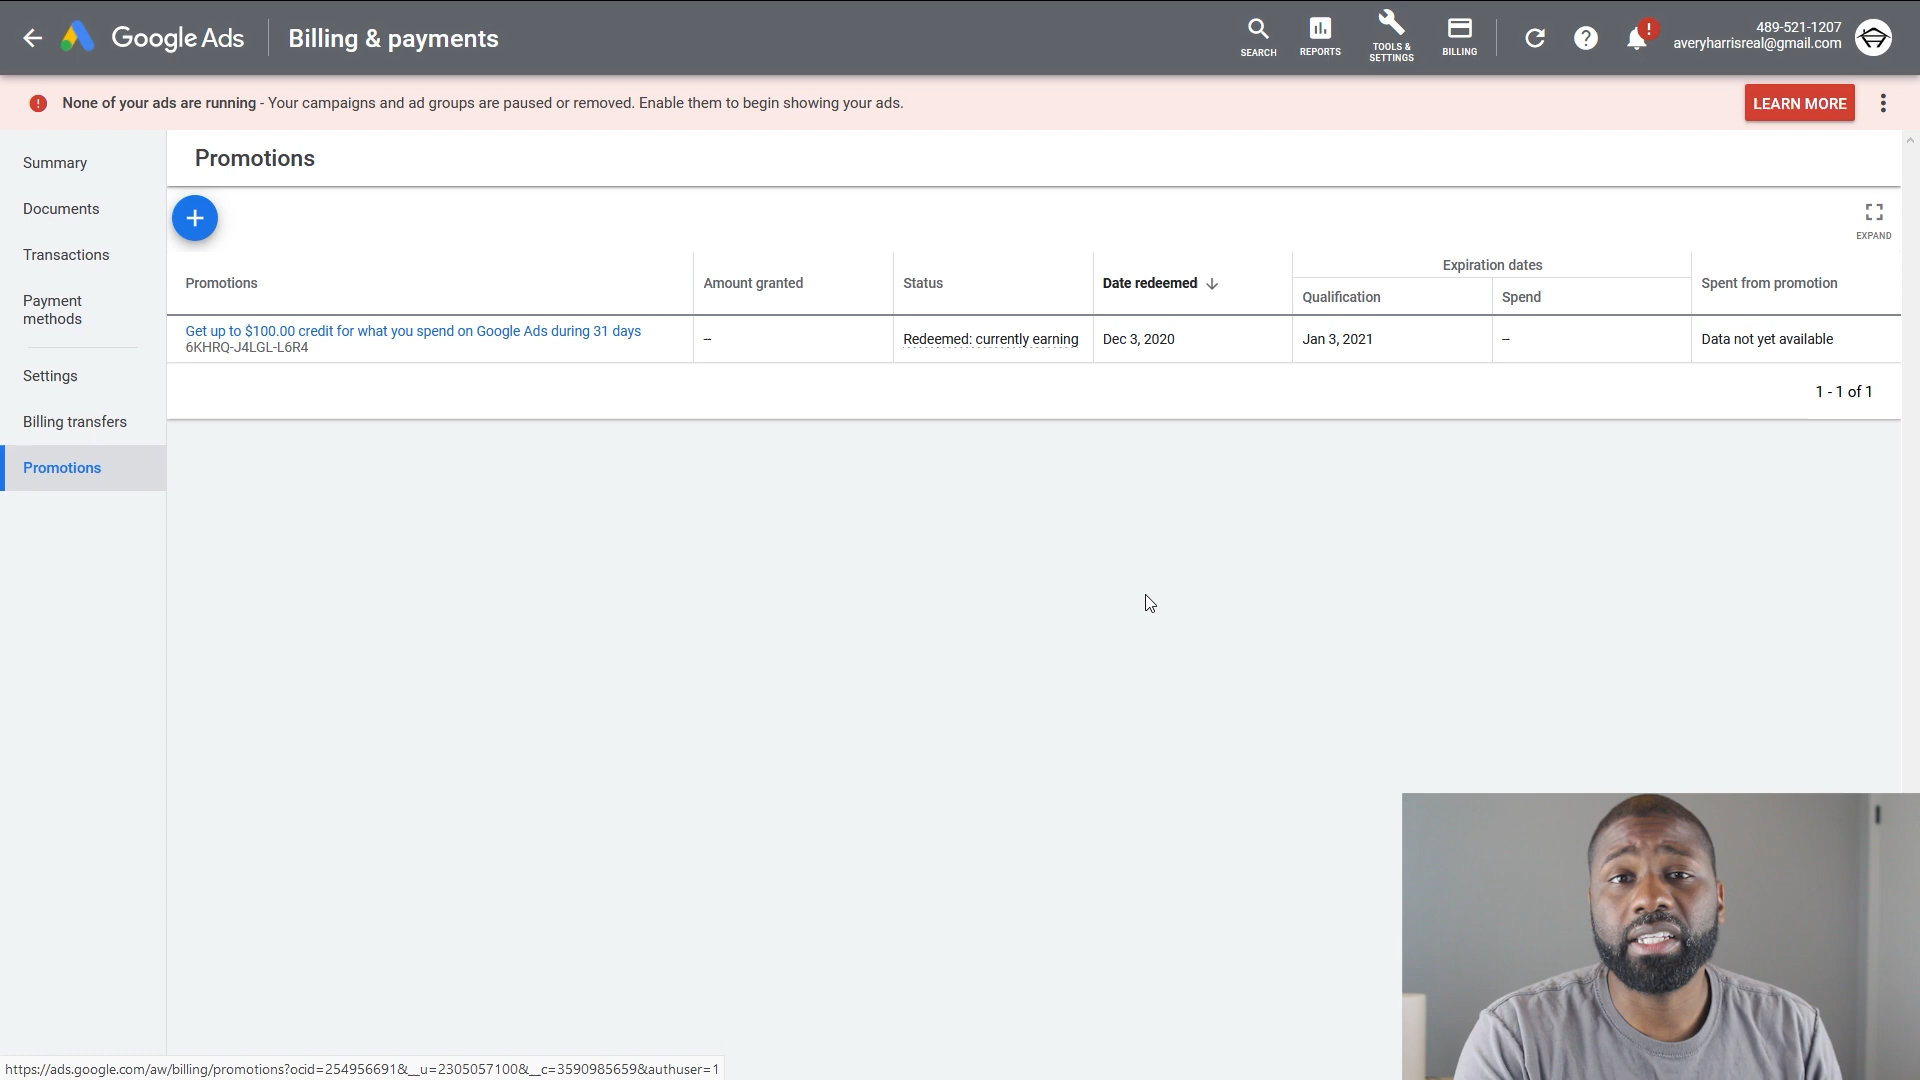 Google Ads
Billing & payments
SEARCH
REPORTS
TOOLS &
SETTINGS
BILLING
!
489-521-1207
averyharrisreal@gmail.com
None of your ads are running - Your campaigns and ad groups are paused or removed. Enable them to begin showing your ads.
LEARN MORE
Summary
Documents
Transactions
Payment
methods
Settings
Billing transfers
Promotions
Promotions
EXPAND
Promotions
Amount granted
Status
Date redeemed
Expiration dates
Qualification
Spend
Spent from promotion
Get up to $100.00 credit for what you spend on Google Ads during 31 days
6KHRQ-J4LGL-L6R4
–
Redeemed: currently earning
Dec 3, 2020
Jan 3, 2021
–
Data not yet available
1 - 1 of 1
https://ads.google.com/aw/billing/promotions?ocid=254956691&__u=2305057100&__c=3590985659&authuser=1